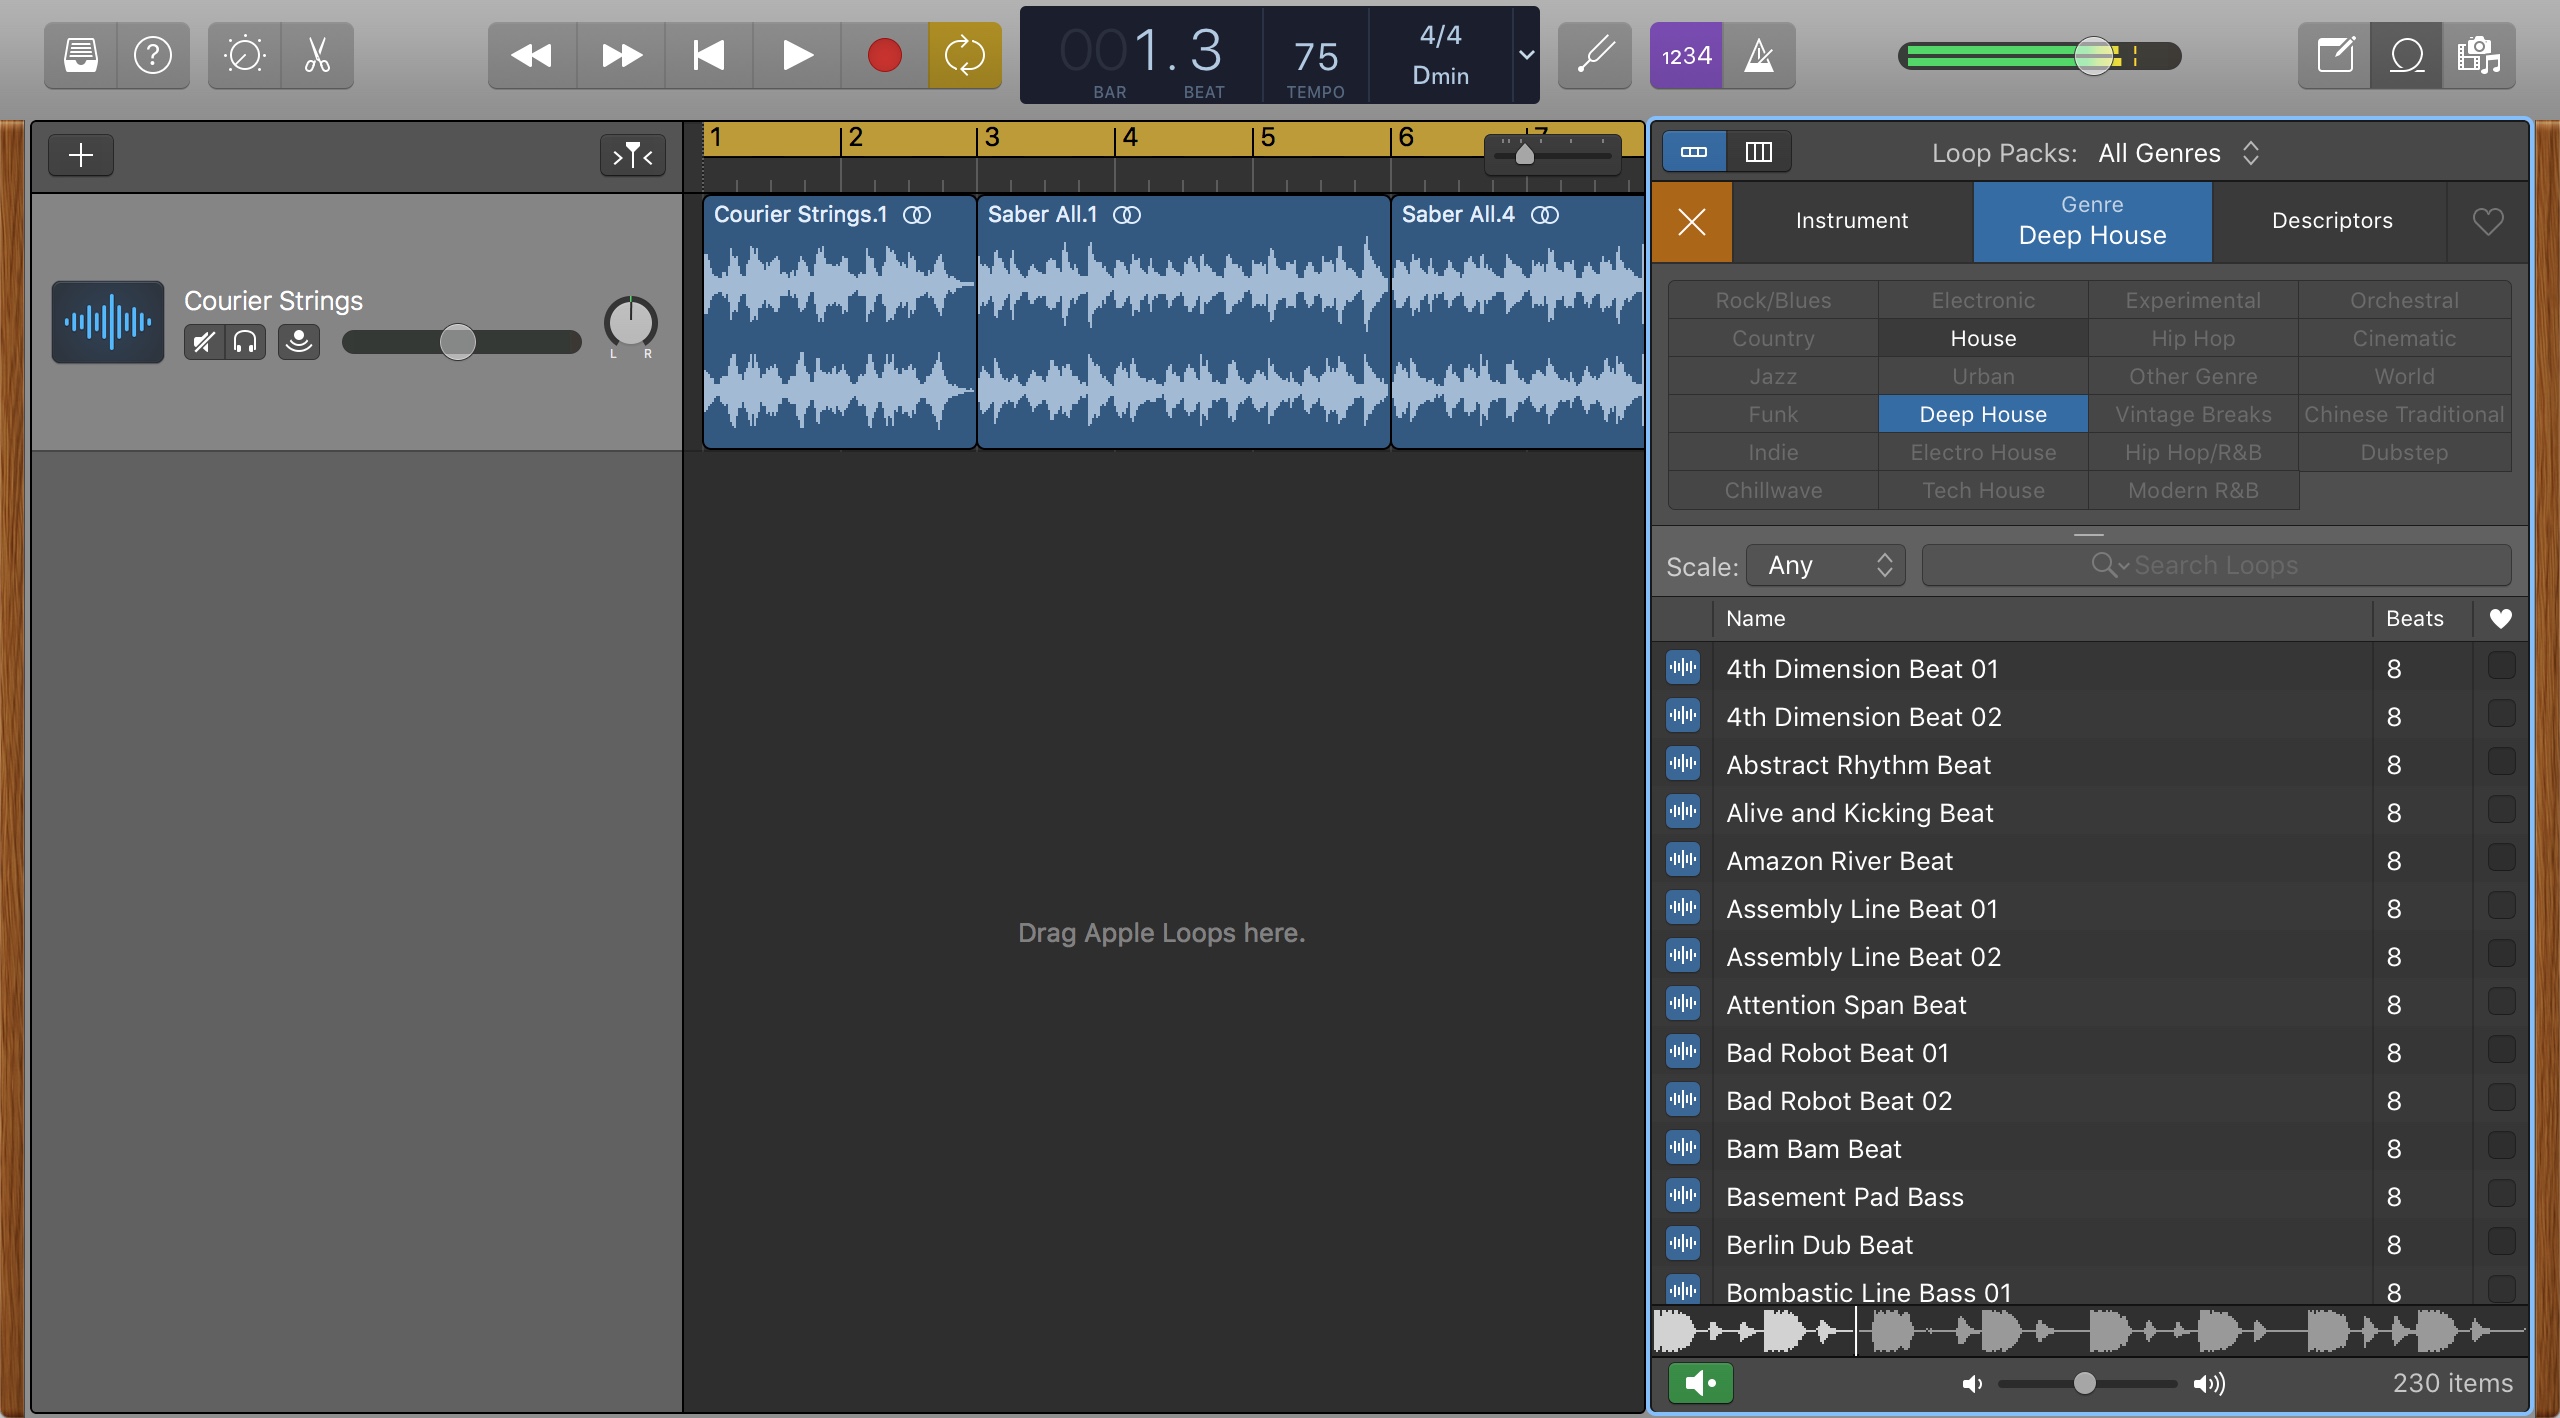 001.3
BAR BEAT
75
TEMPO
4/4
Dmin
1234
1 2 3 4 5 6 7
Courier Strings.1
Saber All.1
Saber All.4
Courier Strings
L R
Drag Apple Loops here.
Loop Packs: All Genres
Instrument
Genre
Deep House
Descriptors
Rock/Blues Electronic Experimental Orchestral
Country House Hip Hop Cinematic
Jazz Urban Other Genre World
Funk Deep House Vintage Breaks Chinese Traditional
Indie Electro House Hip Hop/R&B Dubstep
Chillwave Tech House Modern R&B
Scale: Any Search Loops
Name Beats
4th Dimension Beat 01 8
4th Dimension Beat 02 8
Abstract Rhythm Beat 8
Alive and Kicking Beat 8
Amazon River Beat 8
Assembly Line Beat 01 8
Assembly Line Beat 02 8
Attention Span Beat 8
Bad Robot Beat 01 8
Bad Robot Beat 02 8
Bam Bam Beat 8
Basement Pad Bass 8
Berlin Dub Beat 8
Bombastic Line Bass 01 8
230 items